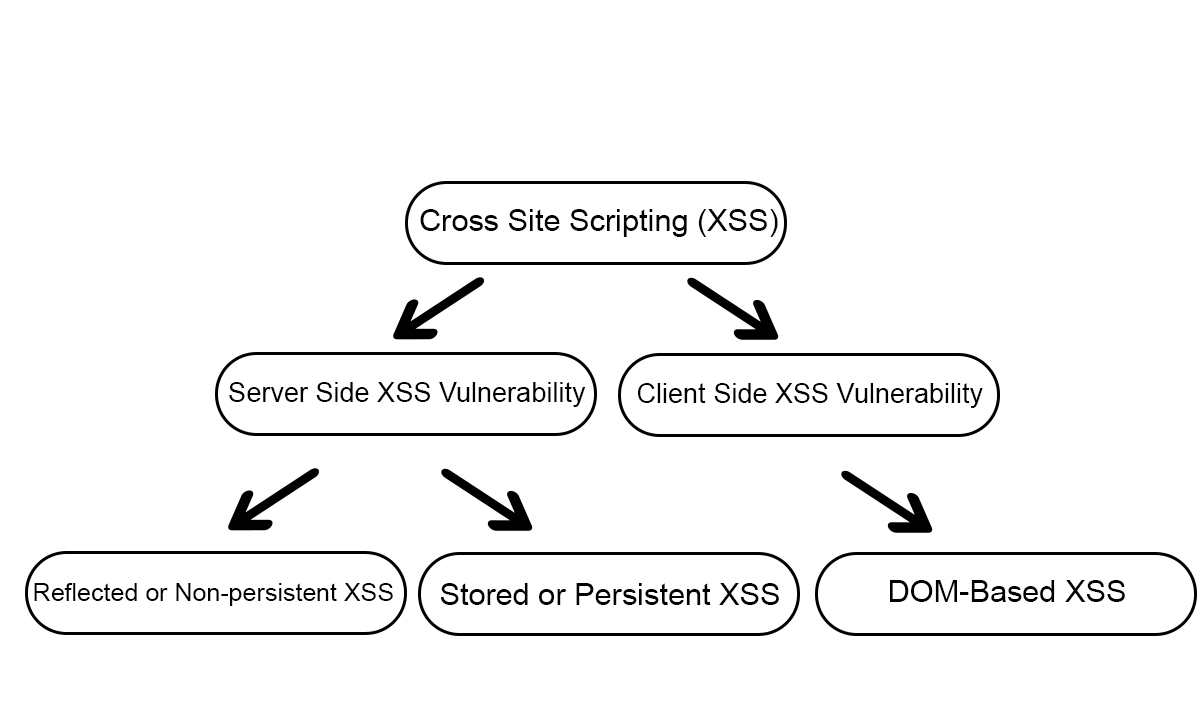 Cross Site Scripting (XSS)
Server Side XSS Vulnerability
Client Side XSS Vulnerability
Reflected or Non-persistent XSS
Stored or Persistent XSS
DOM-Based XSS